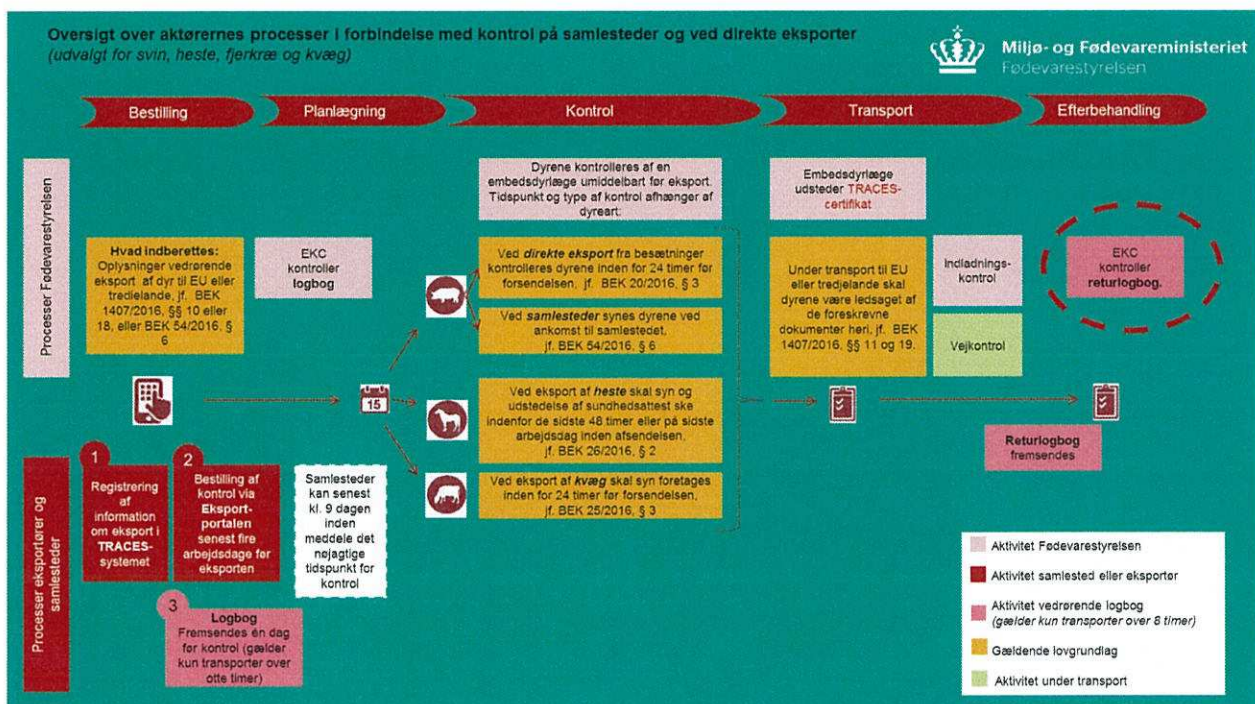 Oversigt over aktørernes processer i forbindelse med kontrol på samlesteder og ved direkte eksporter
(udvalgt for svin, heste, fjerkræ og kvæg)
Miljø- og Fødevareministeriet
Fødevarestyrelsen
Bestilling
Planlægning
Kontrol
Transport
Efterbehandling
Processer Fødevarestyrelsen
Hvad indberettes:
Oplysninger vedrørende
eksport af dyr til EU eller
tredjelande, jf. BEK
1407/2016, §§ 10 eller
18, eller BEK 54/2016, §
6
EKC
kontroller
logbog
Dyrene kontrolleres af en
embedsdyrlæge umiddelbart før eksport.
Tidspunkt og type af kontrol afhænger af
dyreart:
Ved direkte eksport fra besætninger
kontrolleres dyrene inden for 24 timer før
forsendelsen, jf. BEK 20/2016, § 3
Ved samlesteder synes dyrene ved
ankomst til samlestedet,
jf. BEK 54/2016, § 6
Ved eksport af heste skal syn og
udstedelse af sundhedsattest ske
indenfor de sidste 48 timer eller på sidste
arbejdsdag inden afsendelsen,
jf. BEK 26/2016, § 2
Ved eksport af kvæg skal syn foretages
inden for 24 timer før forsendelsen,
jf. BEK 25/2016, § 3
Embedsdyrlæge
udsteder TRACES-
certifikat
Under transport til EU
eller tredjelande skal
dyrene være ledsaget af
de foreskrevne
dokumenter heri, jf. BEK
1407/2016, §§ 11 og 19.
Indladnings-
kontrol
Vejkontrol
EKC
kontroller
returlogbog.
15
Processer eksportører og
samlesteder
1
Registrering
af
information
om eksport i
TRACES-
systemet
2
Bestilling af
kontrol via
Eksport-
portalen
senest fire
arbejdsdage før
eksporten
Samlesteder
kan senest
kl. 9 dagen
inden
meddele det
nøjagtige
tidspunkt for
kontrol
3
Logbog
Fremsendes én dag
før kontrol (gælder
kun transporter over
otte timer)
Returlogbog
fremsendes
Aktivitet Fødevarestyrelsen
Aktivitet samlested eller eksportør
Aktivitet vedrørende logbog
(gælder kun transporter over 8 timer)
Gældende lovgrundlag
Aktivitet under transport